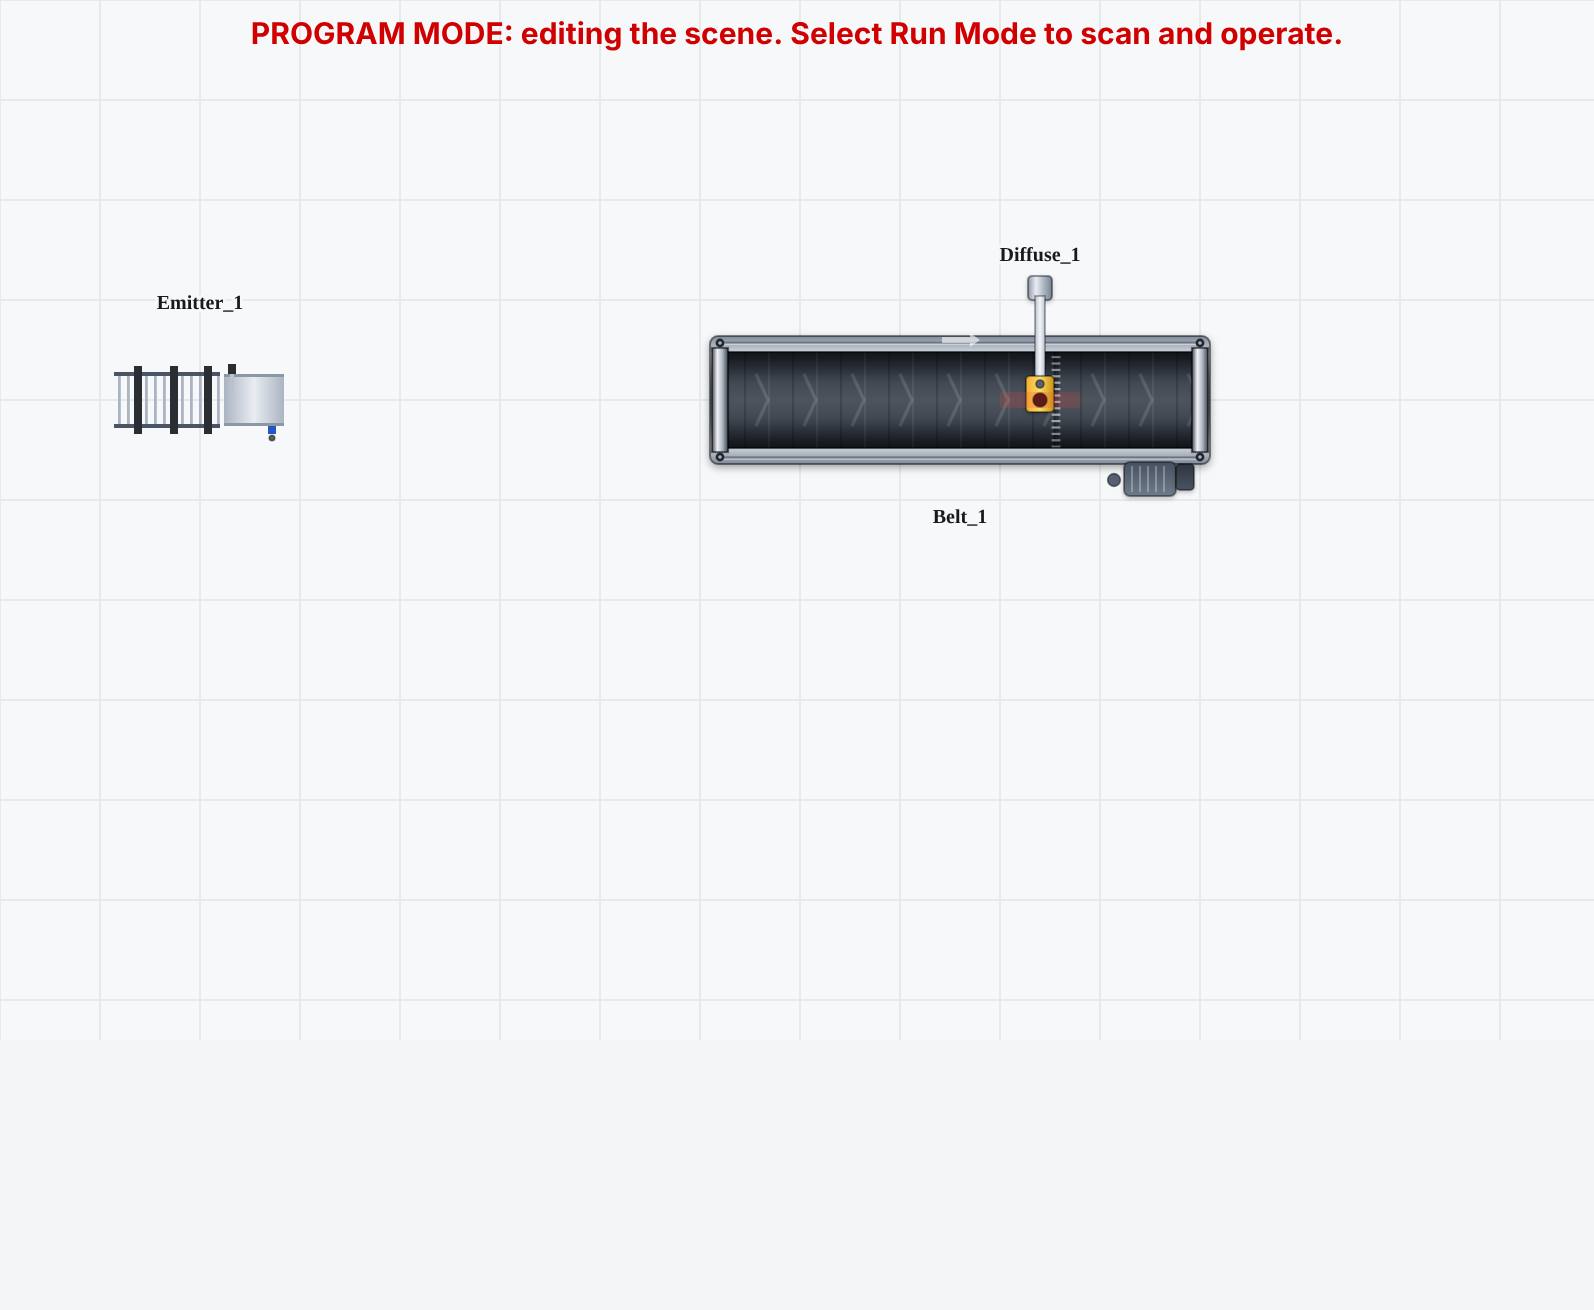 PROGRAM MODE: editing the scene. Select Run Mode to scan and operate.
Diffuse_1
Emitter_1
Belt_1